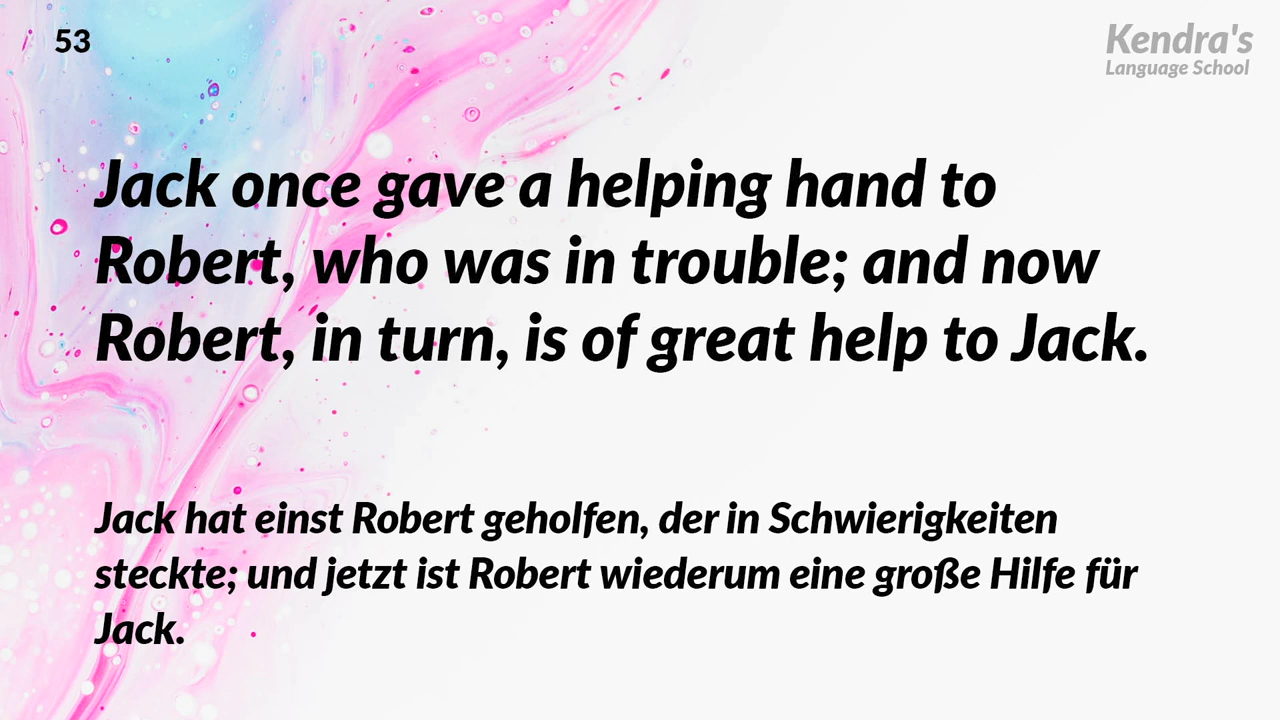 53
Kendra's
Language School
Jack once gave a helping hand to
Robert, who was in trouble; and now
Robert, in turn, is of great help to Jack.
Jack hat einst Robert geholfen, der in Schwierigkeiten
steckte; und jetzt ist Robert wiederum eine große Hilfe für
Jack.